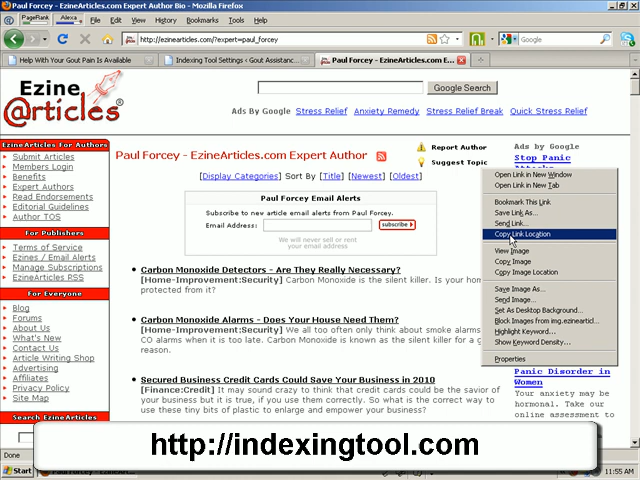 Paul Forcey - EzineArticles.com Expert Author Bio - Mozilla Firefox
PageRank Alexa File Edit View History Bookmarks Tools Help
http://ezinearticles.com/?expert=paul_forcey
Google
Help With Your Gout Pain Is Available
Indexing Tool Settings ‹ Gout Assistanc...
Paul Forcey - EzineArticles.com E...
Ezine
@rticles
Google Search
Ads By Google Stress Relief Anxiety Remedy Stress Relief Break Quick Stress Relief
EzineArticles For Authors
Submit Articles
Members Login
Benefits
Expert Authors
Read Endorsements
Editorial Guidelines
Author TOS
For Publishers
Terms of Service
Ezines / Email Alerts
Manage Subscriptions
EzineArticles RSS
For Everyone
Blog
Forums
About Us
What's New
Contact Us
Article Writing Shop
Advertising
Affiliates
Privacy Policy
Site Map
Search EzineArticles
Paul Forcey - EzineArticles.com Expert Author
Report Author
Suggest Topic
[Display Categories] Sort By [Title] [Newest] [Oldest]
Paul Forcey Email Alerts
Subscribe to new article email alerts from Paul Forcey.
Email Address:
subscribe
We will never sell or
rent your email address
Carbon Monoxide Detectors - Are They Really Necessary?
[Home-Improvement:Security] Carbon Monoxide is the silent killer. Is your home
protected from it?
Carbon Monoxide Alarms - Does Your House Need Them?
[Home-Improvement:Security] We all too often only think about smoke alarms
CO alarms when it is too late. Carbon Monoxide is known as the silent killer for a g
reason.
Secured Business Credit Cards Could Save Your Business in 2010
[Finance:Credit] It may sound crazy to think that credit cards could be the savior of
your business but it is true, if you use them correctly. So what is the correct way to
use these tiny bits of plastic to enlarge and empower your business?
Ads by Google
Stop Panic
Attacks
Open Link in New Window
Open Link in New Tab
Bookmark This Link
Save Link As...
Send Link...
Copy Link Location
View Image
Copy Image
Copy Image Location
Save Image As...
Send Image...
Set As Desktop Background...
Block Images from img.ezinearticl...
Highlight Keyword...
Show Keyword Density...
Properties
Panic Disorder in
Women
Your anxiety may be
hormonal. Take our
online assessment to
http://indexingtool.com
Done
Start
Paul Forcey - Ezine
11:55 AM